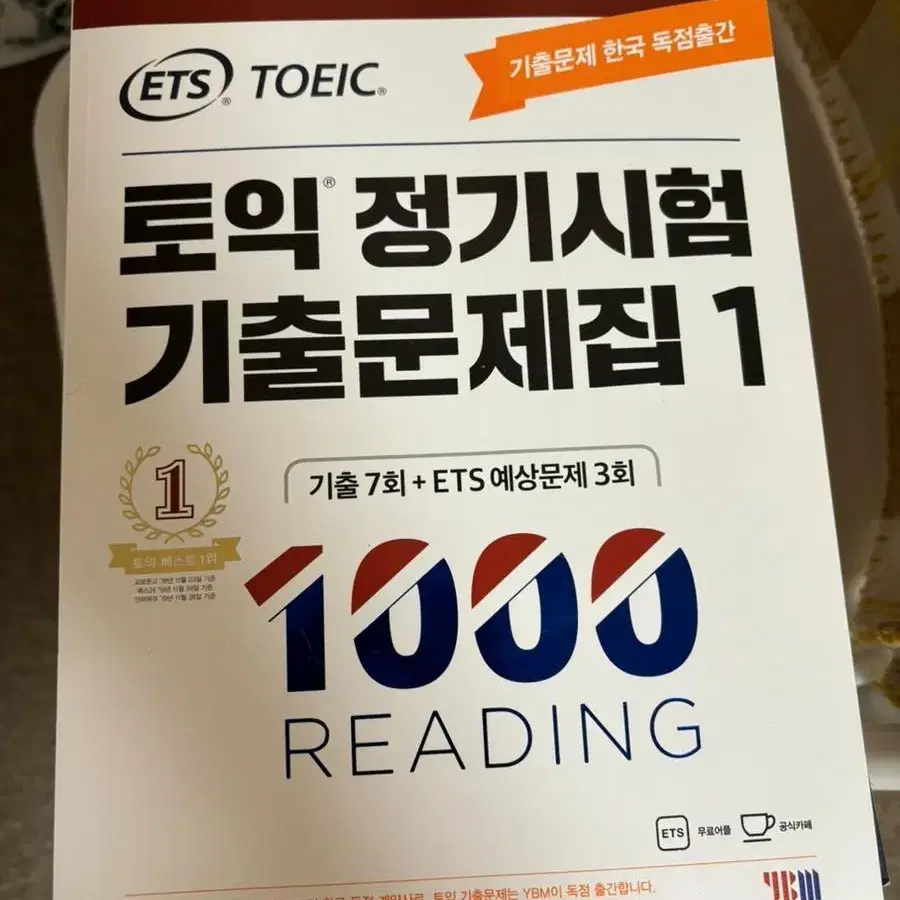 ETS® TOEIC®
기출문제 한국 독점출간
토익® 정기시험
기출문제집 1
기출 7회 + ETS 예상문제 3회
1
토익 베스트 1위
1000
READING
ETS 무료어플 공식카페
토익 기출문제는 YBM이 독점 출간합니다.
YBM